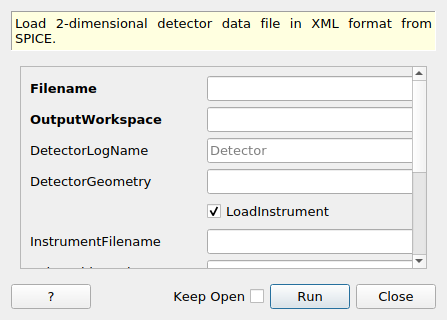 Load 2-dimensional detector data file in XML format from
SPICE.
Filename
OutputWorkspace
DetectorLogName
Detector
DetectorGeometry
LoadInstrument
InstrumentFilename
?
Keep Open
Run
Close